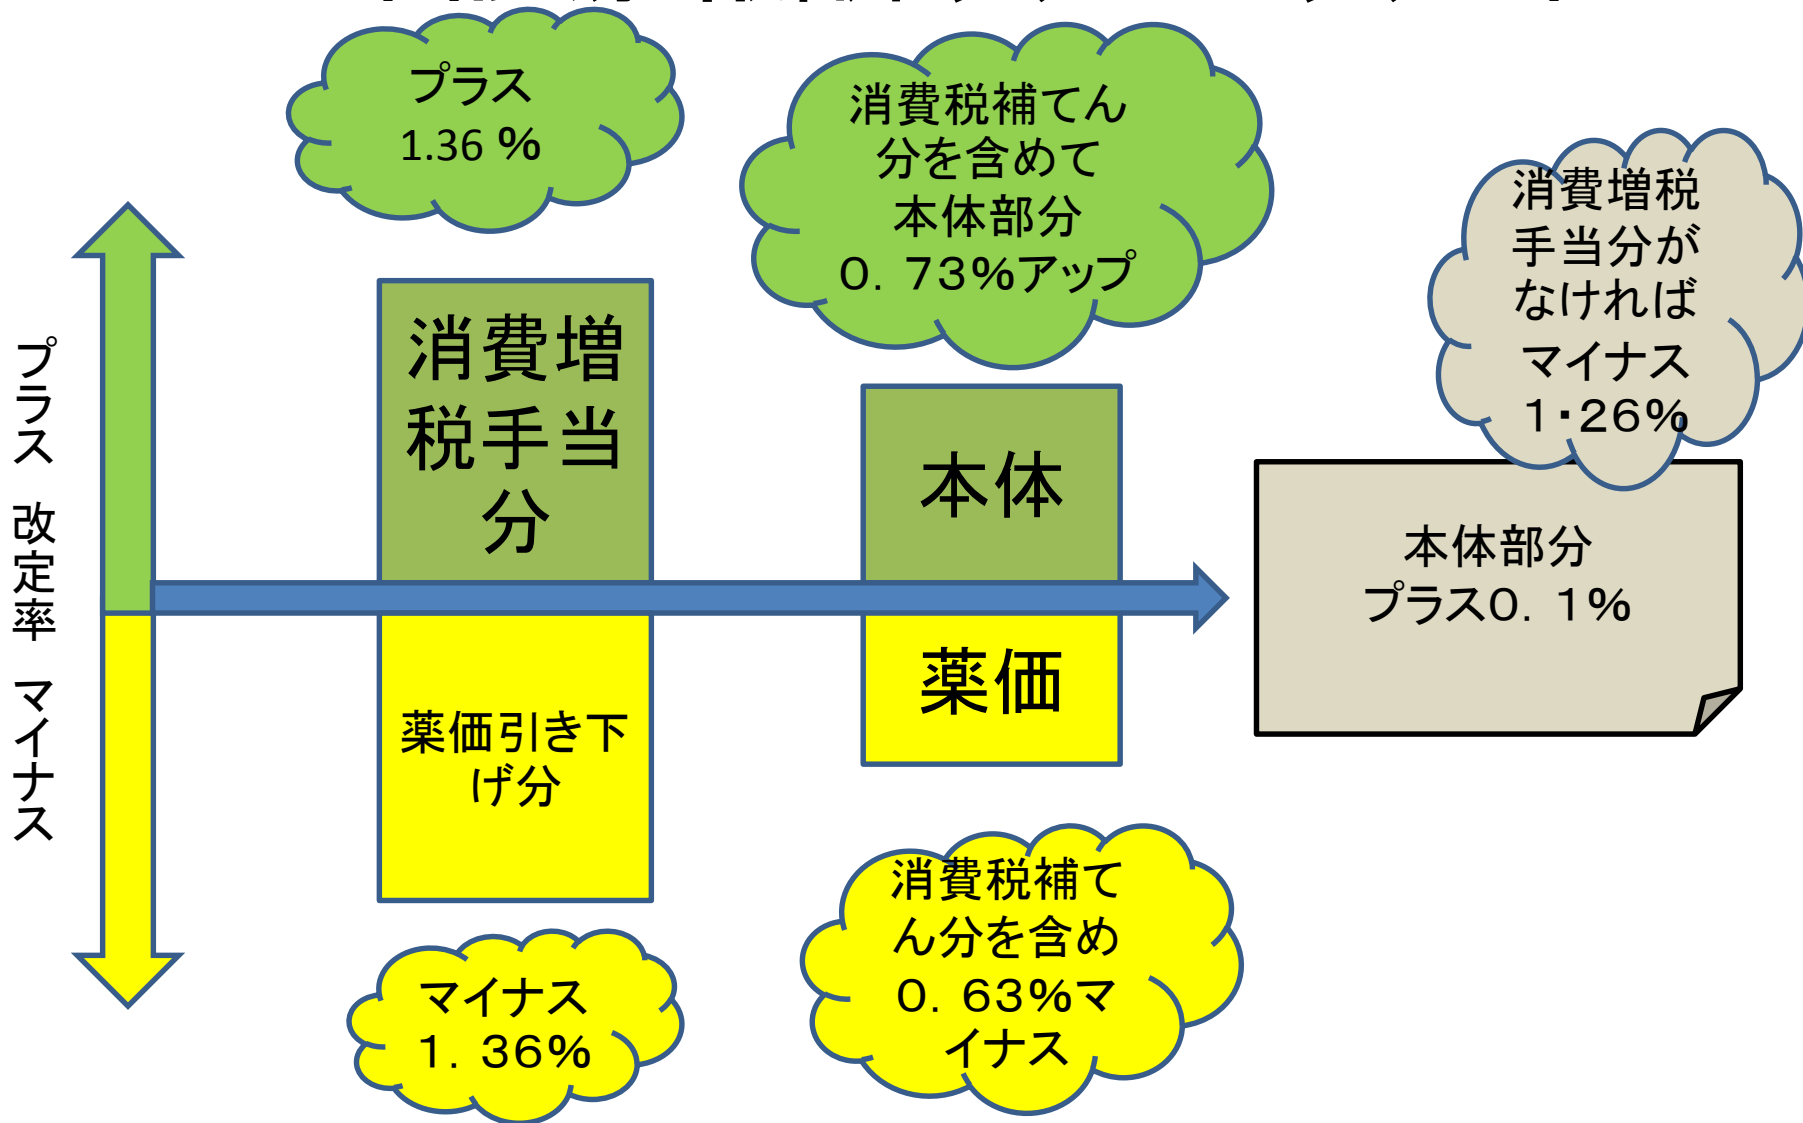 プラス
1.36 %
消費税補てん
分を含めて
本体部分
０．７３％アップ
消費増税
手当分が
なければ
マイナス
１・２６％
プラス 改定率 マイナス
消費増
税手当
分
本体
本体部分
プラス０．１％
薬価引き下
げ分
薬価
マイナス
１．３６％
消費税補て
ん分を含め
０．６３％マ
イナス